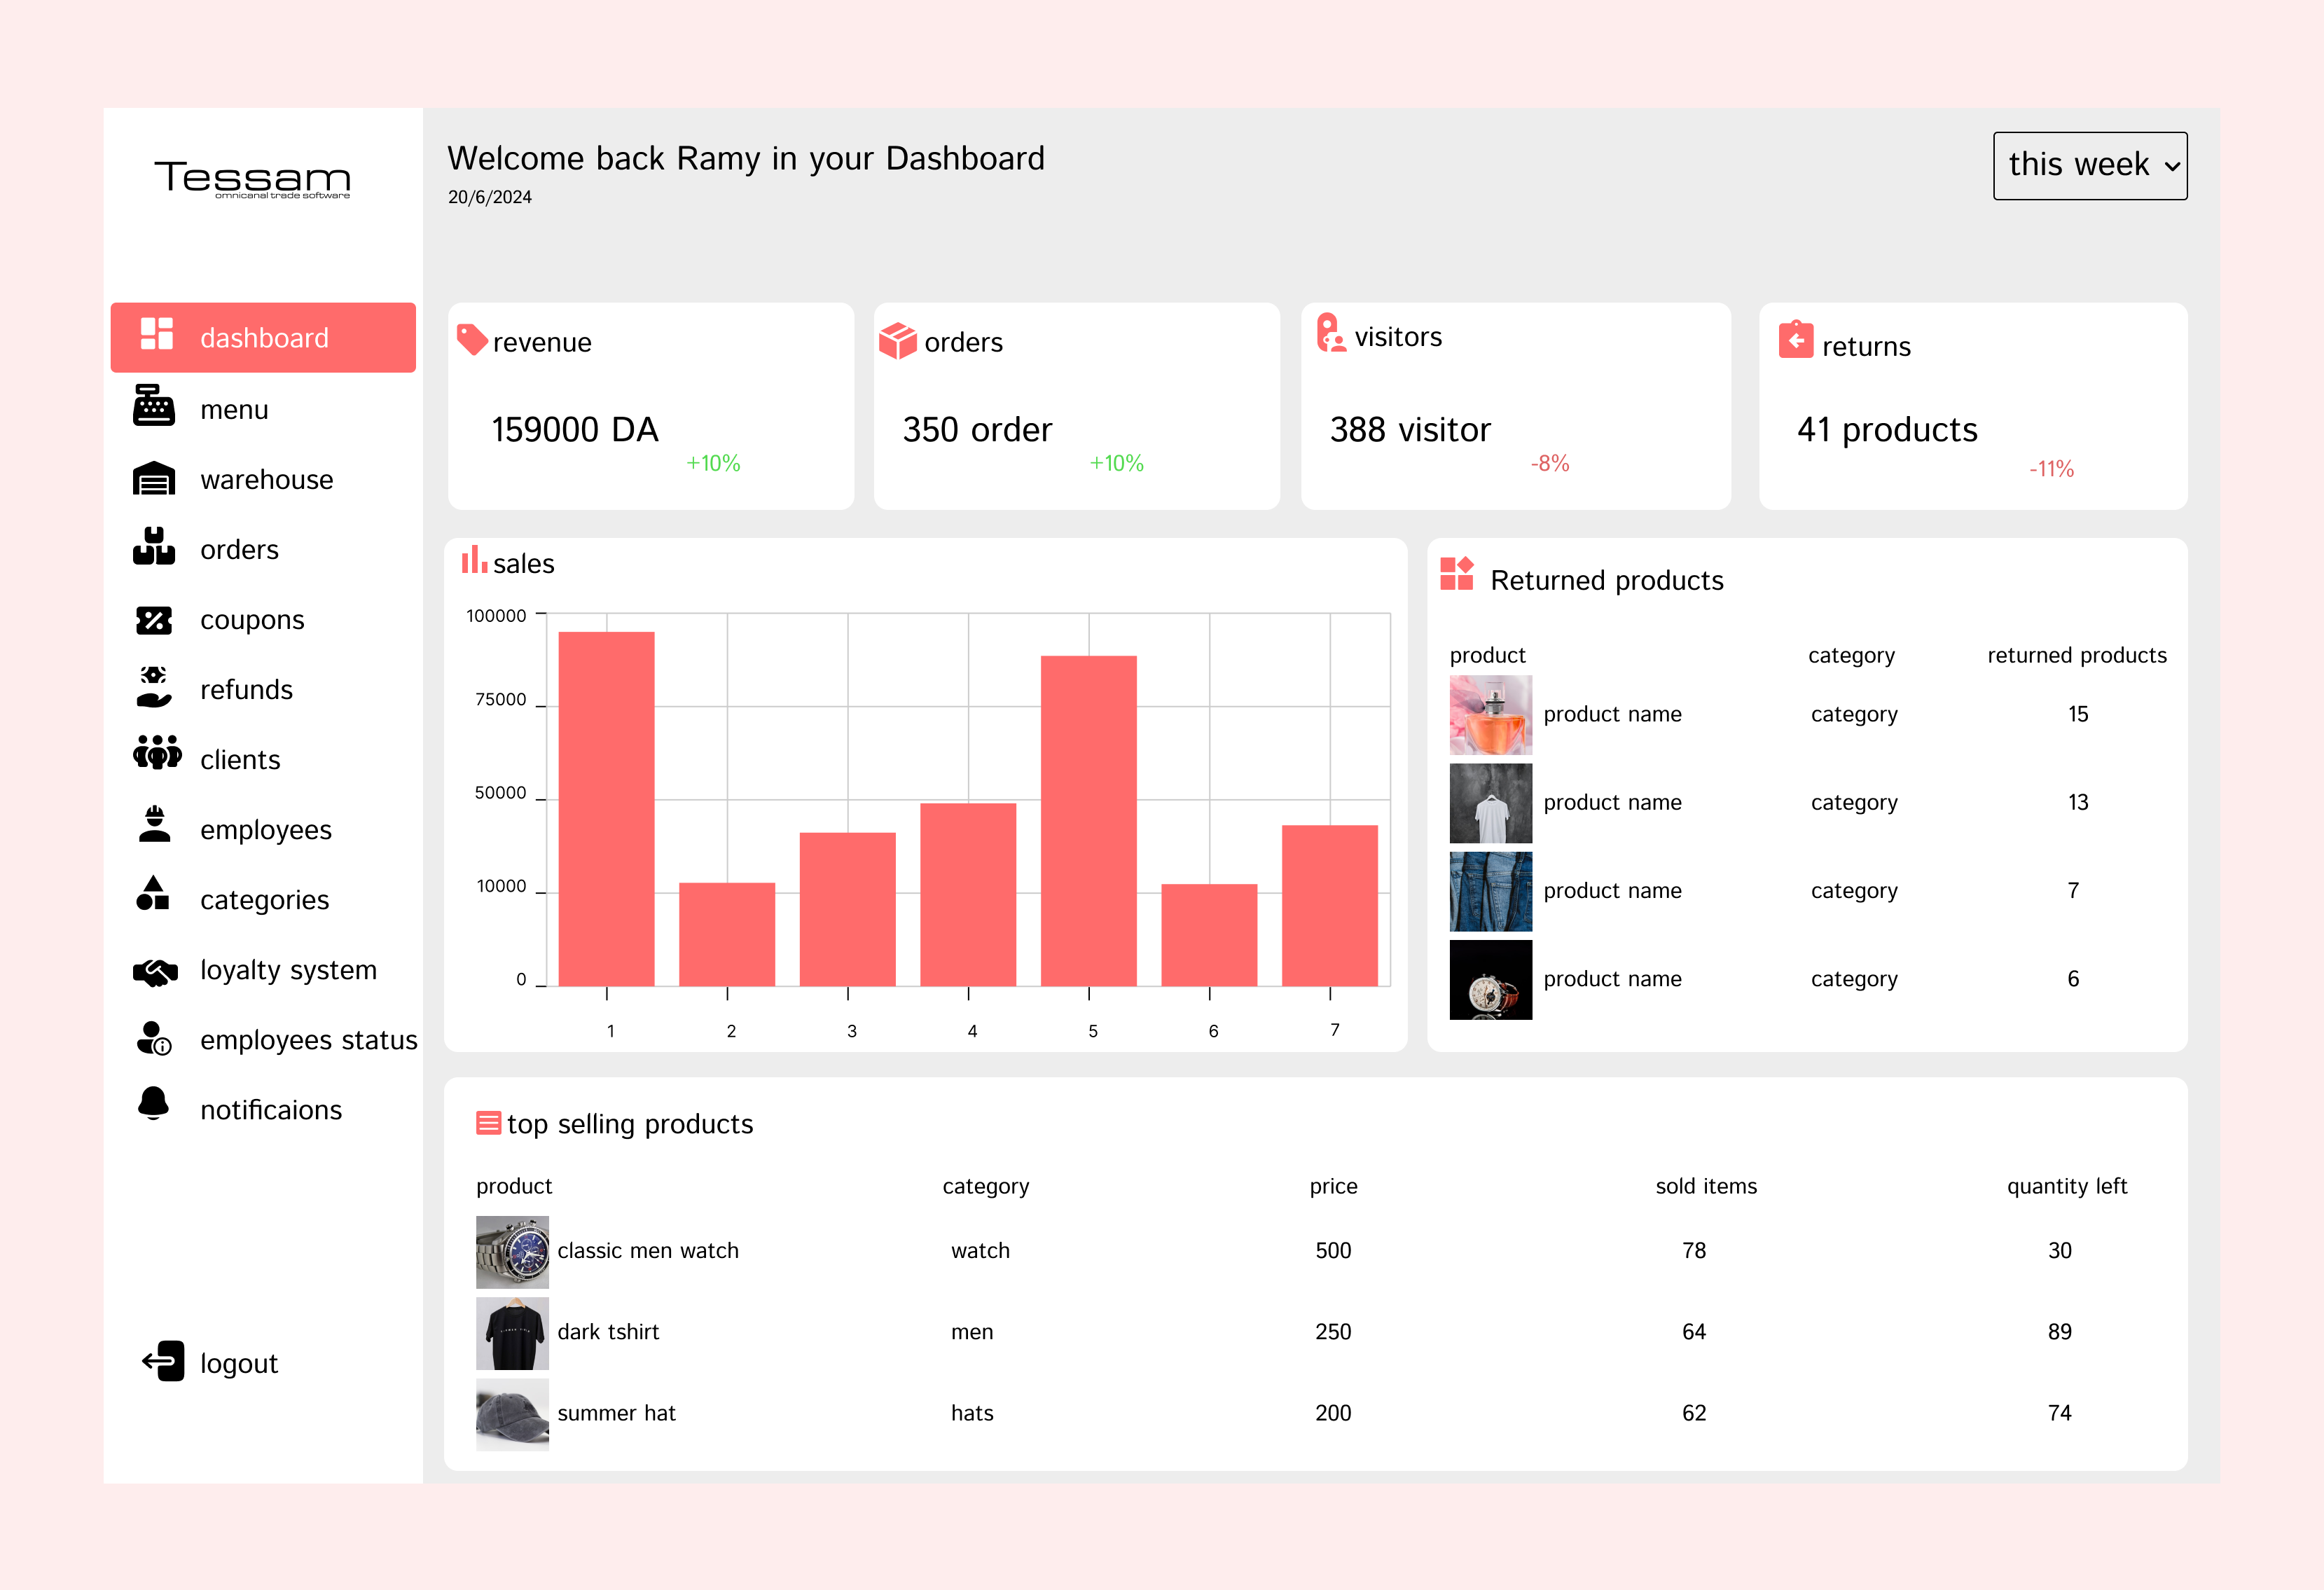 Tessam
omnicanal trade software
dashboard
menu
warehouse
orders
coupons
refunds
clients
employees
categories
loyalty system
employees status
notificaions
logout
Welcome back Ramy in your Dashboard
20/6/2024
this week
revenue
159000 DA
+10%
orders
350 order
+10%
visitors
388 visitor
-8%
returns
41 products
-11%
sales
100000
75000
50000
10000
0
1 2 3 4 5 6 7
Returned products
product category returned products
product name category 15
product name category 13
product name category 7
product name category 6
top selling products
product category price sold items quantity left
classic men watch watch 500 78 30
dark tshirt men 250 64 89
summer hat hats 200 62 74